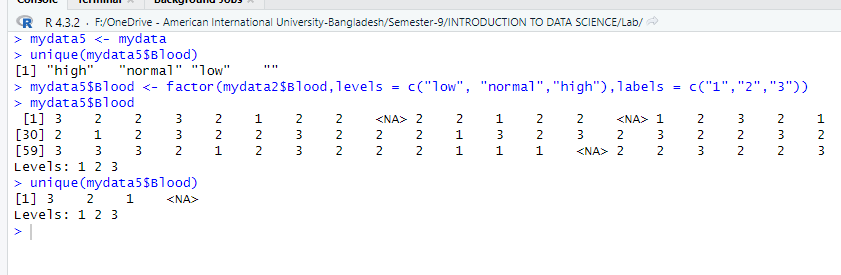 Console Terminal × Background Jobs ×
R 4.3.2 · F:/OneDrive - American International University-Bangladesh/Semester-9/INTRODUCTION TO DATA SCIENCE/Lab/
> mydata5 <- mydata
> unique(mydata5$Blood)
[1] "high" "normal" "low" ""
> mydata5$Blood <- factor(mydata2$Blood,levels = c("low", "normal","high"),labels = c("1","2","3"))
> mydata5$Blood
[1] 3 2 2 3 2 1 2 2 <NA> 2 2 1 2 2 <NA> 1 2 3 2 1
[30] 2 1 2 3 2 2 3 2 2 2 1 3 2 3 2 3 2 2 3 2
[59] 3 3 3 2 1 2 3 2 2 2 1 1 1 <NA> 2 2 3 2 2 3
Levels: 1 2 3
> unique(mydata5$Blood)
[1] 3 2 1 <NA>
Levels: 1 2 3
>